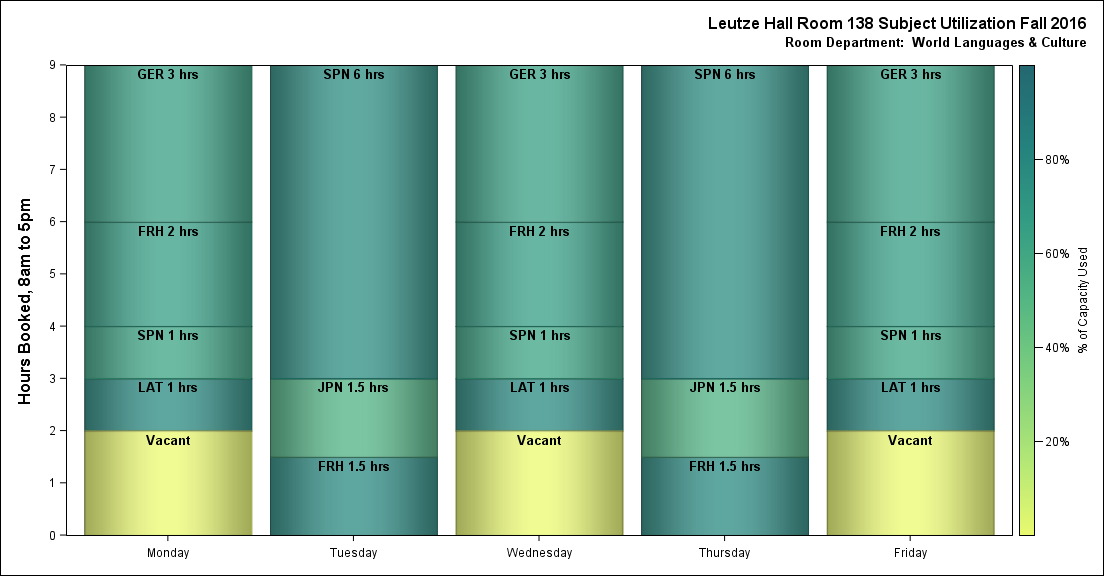 Leutze Hall Room 138 Subject Utilization Fall 2016
Room Department:  World Languages & Culture
Hours Booked, 8am to 5pm
9
8
7
6
5
4
3
2
1
0
GER 3 hrs
FRH 2 hrs
SPN 1 hrs
LAT 1 hrs
Vacant
SPN 6 hrs
JPN 1.5 hrs
FRH 1.5 hrs
GER 3 hrs
FRH 2 hrs
SPN 1 hrs
LAT 1 hrs
Vacant
SPN 6 hrs
JPN 1.5 hrs
FRH 1.5 hrs
GER 3 hrs
FRH 2 hrs
SPN 1 hrs
LAT 1 hrs
Vacant
Monday
Tuesday
Wednesday
Thursday
Friday
80%
60%
40%
20%
% of Capacity Used